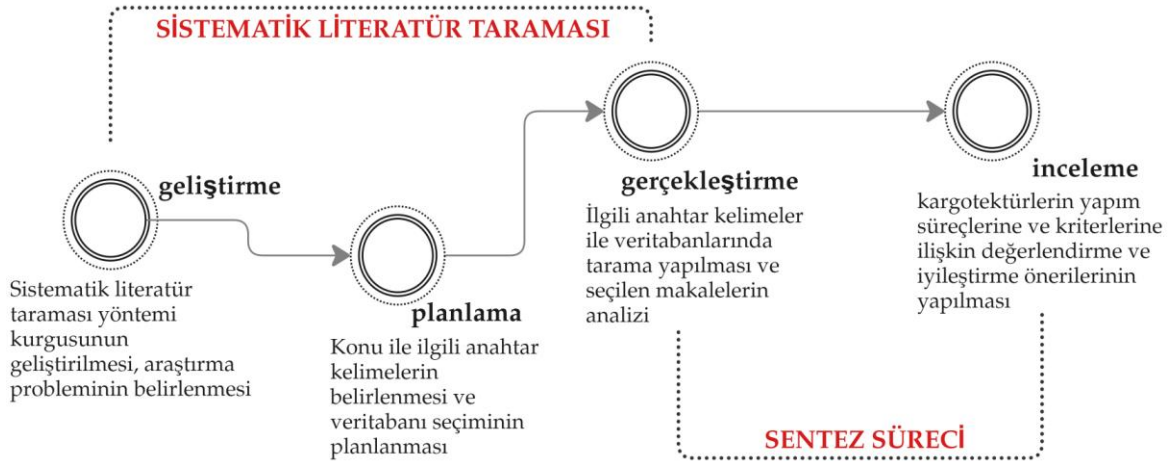 SİSTEMATİK LİTERATÜR TARAMASI
geliştirme
Sistematik literatür
taraması yöntemi
kurgusunun
geliştirilmesi, araştırma
probleminin belirlenmesi
planlama
Konu ile ilgili anahtar
kelimelerin
belirlenmesi ve
veritabanı seçiminin
planlanması
gerçekleştirme
İlgili anahtar kelimeler
ile veritabanlarında
tarama yapılması ve
seçilen makalelerin
analizi
inceleme
kargotektürlerin yapım
süreçlerine ve kriterlerine
ilişkin değerlendirme ve
iyileştirme önerilerinin
yapılması
SENTEZ SÜRECİ